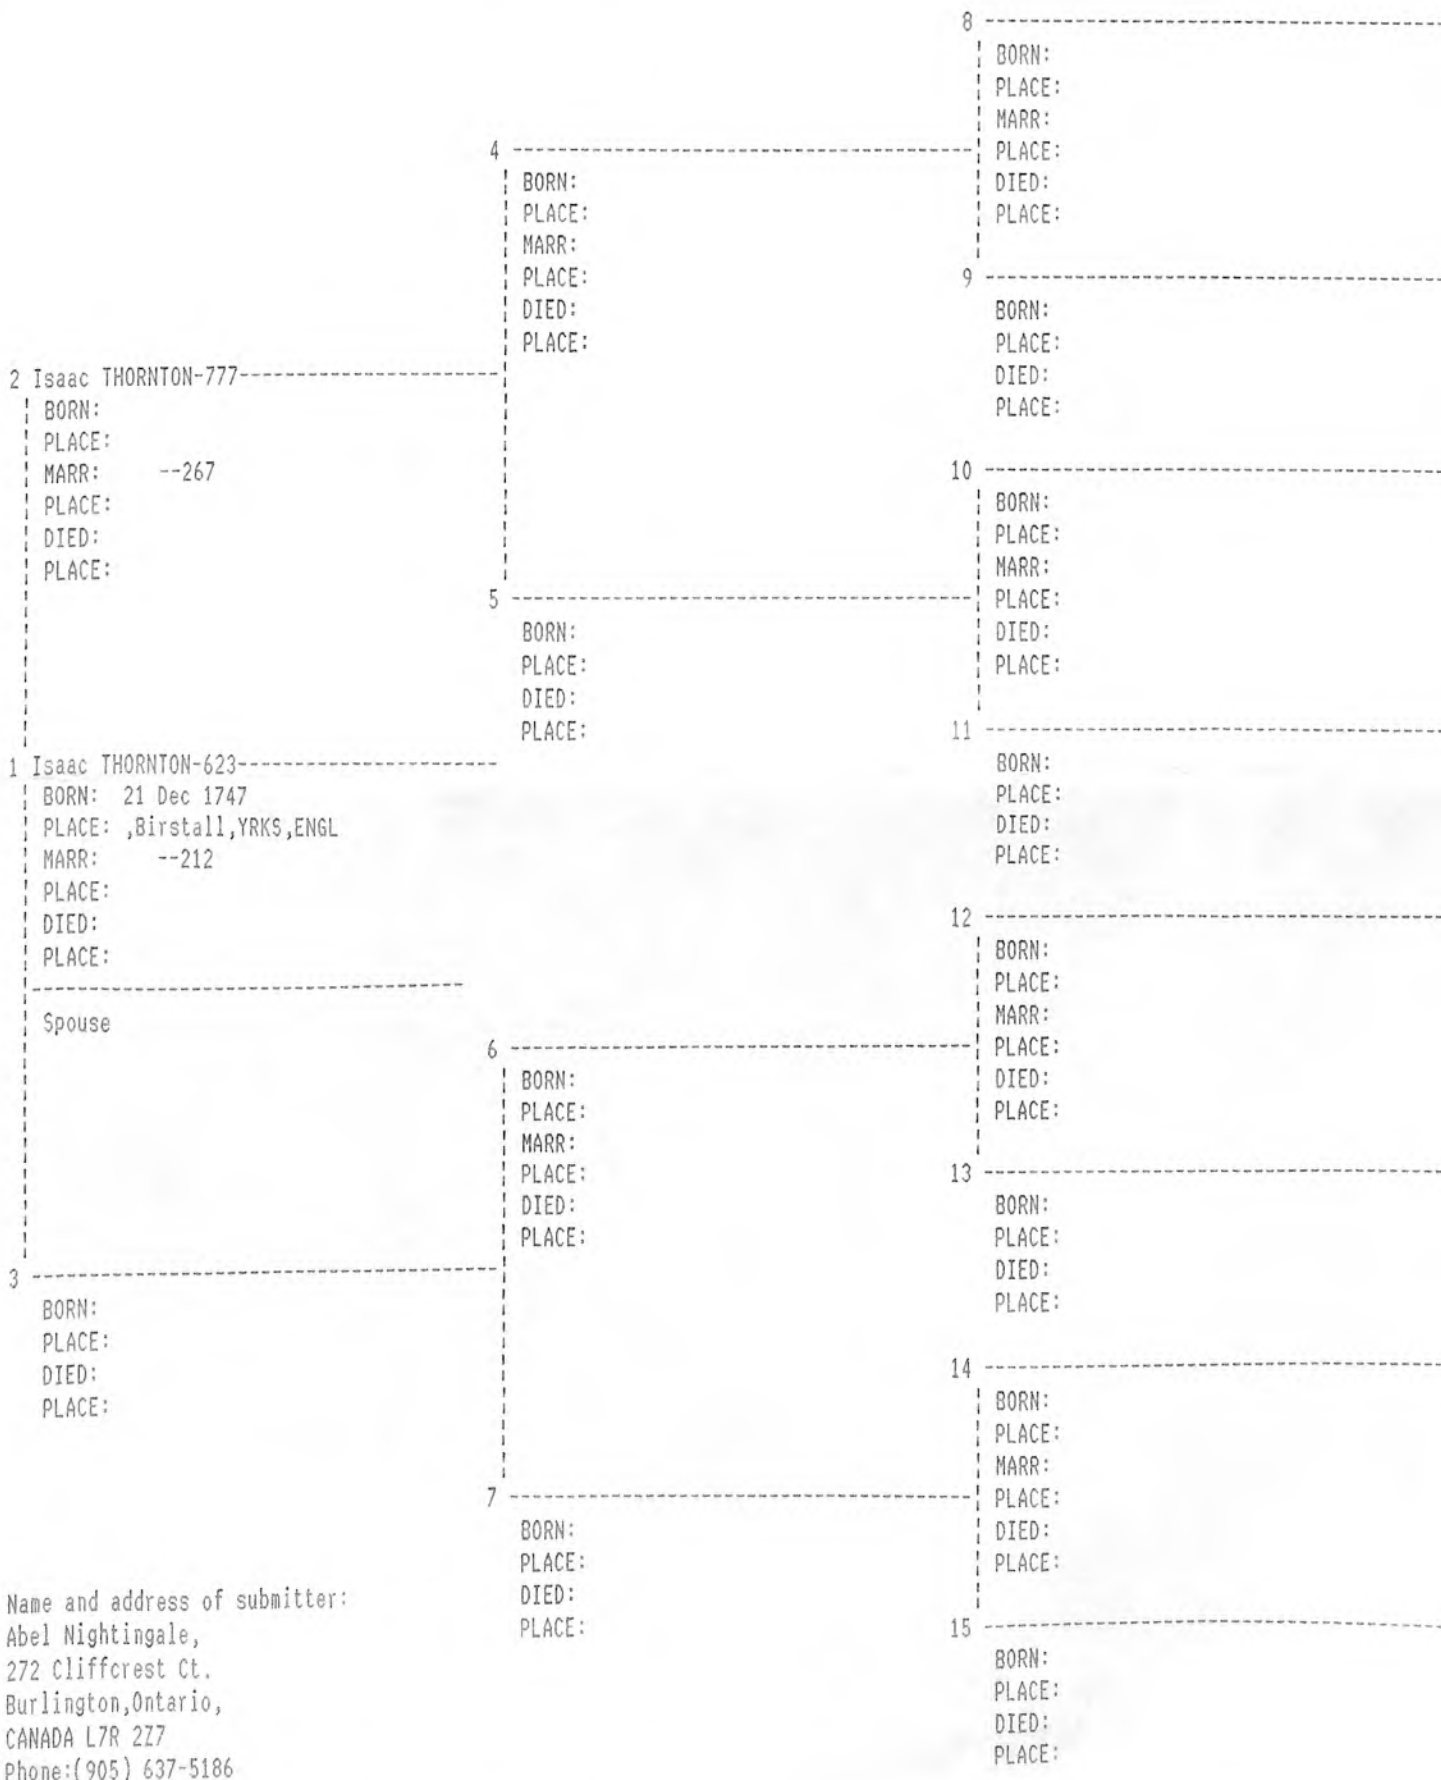 8
BORN:
PLACE:
MARR:
PLACE:
DIED:
PLACE:
4
BORN:
PLACE:
MARR:
PLACE:
DIED:
PLACE:
9
BORN:
PLACE:
DIED:
PLACE:
2 Isaac THORNTON-777
BORN:
PLACE:
MARR: --267
PLACE:
DIED:
PLACE:
10
BORN:
PLACE:
MARR:
PLACE:
DIED:
PLACE:
5
BORN:
PLACE:
DIED:
PLACE:
11
BORN:
PLACE:
DIED:
PLACE:
1 Isaac THORNTON-623
BORN: 21 Dec 1747
PLACE: ,Birstall,YRKS,ENGL
MARR: --212
PLACE:
DIED:
PLACE:
Spouse
12
BORN:
PLACE:
MARR:
PLACE:
DIED:
PLACE:
6
BORN:
PLACE:
MARR:
PLACE:
DIED:
PLACE:
13
BORN:
PLACE:
DIED:
PLACE:
3
BORN:
PLACE:
DIED:
PLACE:
14
BORN:
PLACE:
MARR:
PLACE:
DIED:
PLACE:
7
BORN:
PLACE:
DIED:
PLACE:
15
BORN:
PLACE:
DIED:
PLACE:
Name and address of submitter:
Abel Nightingale,
272 Cliffcrest Ct.
Burlington,Ontario,
CANADA L7R 2Z7
Phone:(905) 637-5186